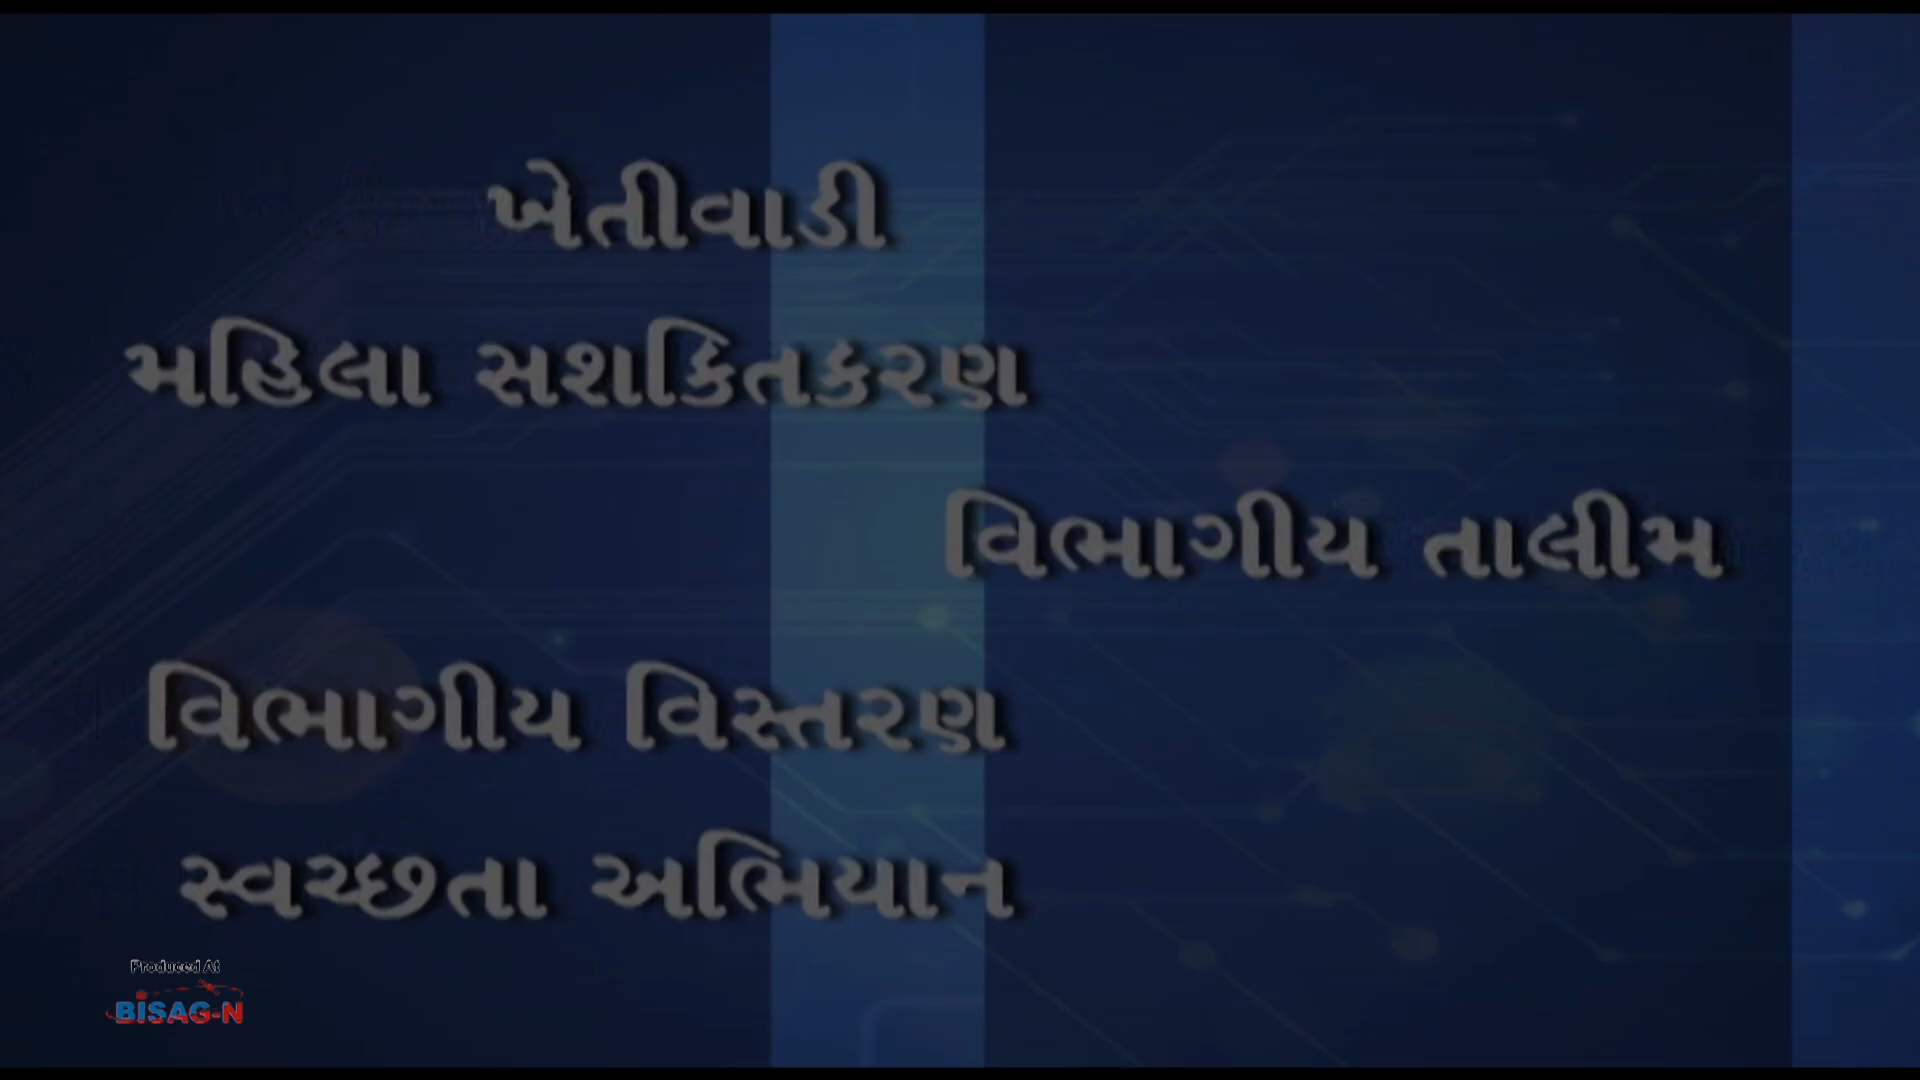 ખેતીવાડી
મહિલા સશકિતકરણ
વિભાગીય તાલીમ
વિભાગીય વિસ્તરણ
સ્વચ્છતા અભિયાન
Produced At
BISAG-N